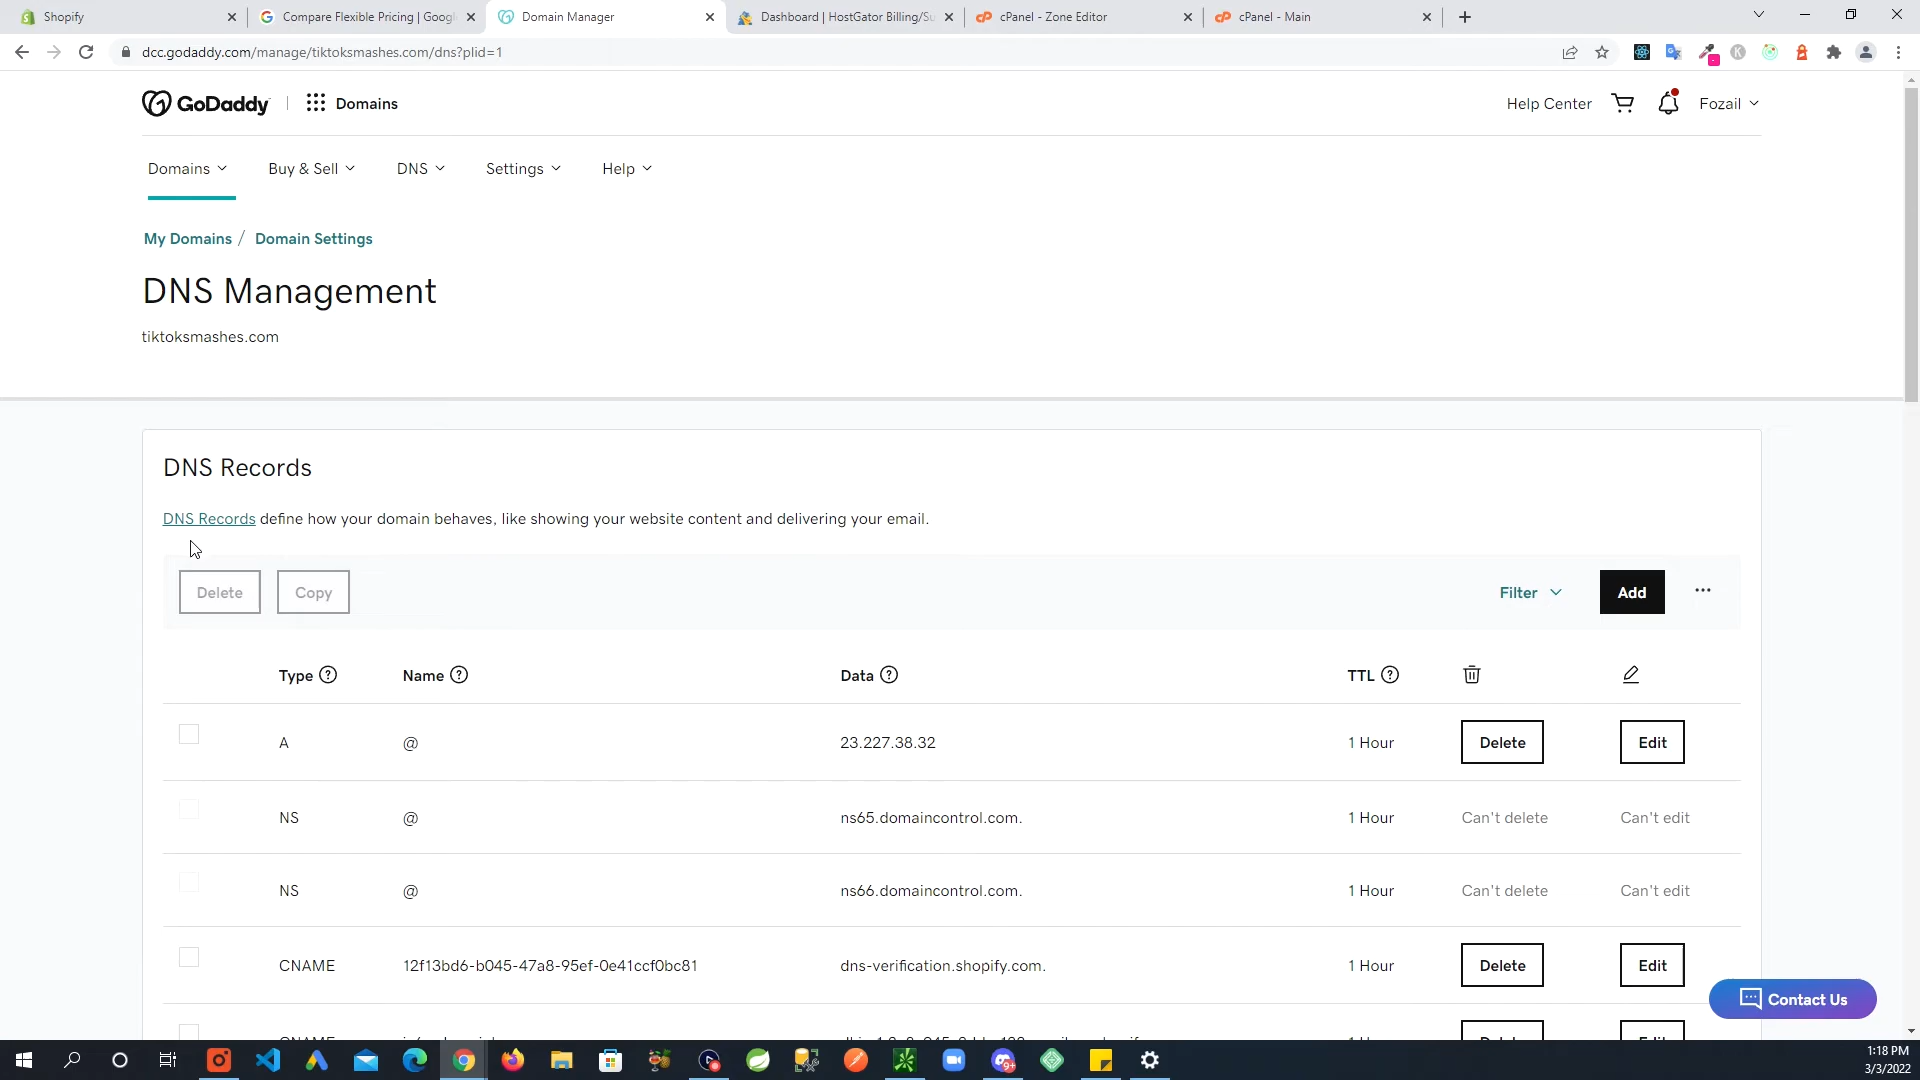 Shopify
Compare Flexible Pricing | Googl
Domain Manager
Dashboard | HostGator Billing/Su
cPanel - Zone Editor
cPanel - Main
dcc.godaddy.com/manage/tiktoksmashes.com/dns?plid=1
GoDaddy
Domains
Help Center
Fozail
Domains
Buy & Sell
DNS
Settings
Help
My Domains / Domain Settings
DNS Management
tiktoksmashes.com
DNS Records
DNS Records define how your domain behaves, like showing your website content and delivering your email.
Delete
Copy
Filter
Add
Type
Name
Data
TTL
A @ 23.227.38.32 1 Hour Delete Edit
NS @ ns65.domaincontrol.com. 1 Hour Can't delete Can't edit
NS @ ns66.domaincontrol.com. 1 Hour Can't delete Can't edit
CNAME 12f13bd6-b045-47a8-95ef-0e41ccf0bc81 dns-verification.shopify.com. 1 Hour Delete Edit
Contact Us
1:18 PM
3/3/2022